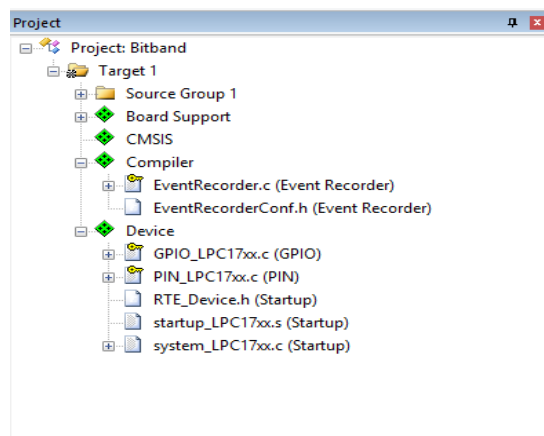 Project
Project: Bitband
Target 1
Source Group 1
Board Support
CMSIS
Compiler
EventRecorder.c (Event Recorder)
EventRecorderConf.h (Event Recorder)
Device
GPIO_LPC17xx.c (GPIO)
PIN_LPC17xx.c (PIN)
RTE_Device.h (Startup)
startup_LPC17xx.s (Startup)
system_LPC17xx.c (Startup)